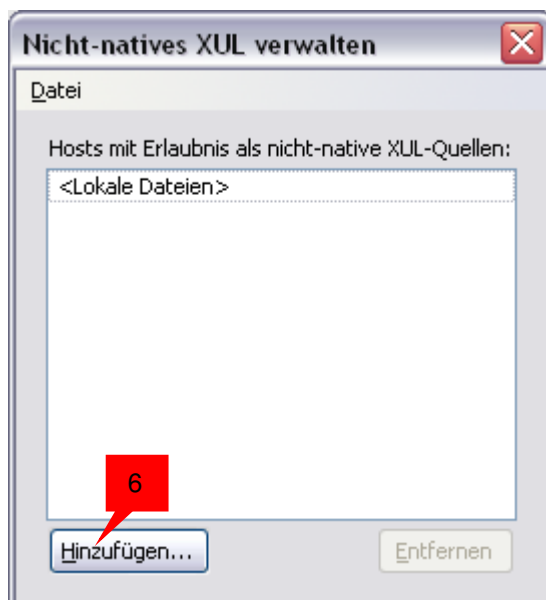 Nicht-natives XUL verwalten
Datei
Hosts mit Erlaubnis als nicht-native XUL-Quellen:
<Lokale Dateien>
6
Hinzufügen... Entfernen